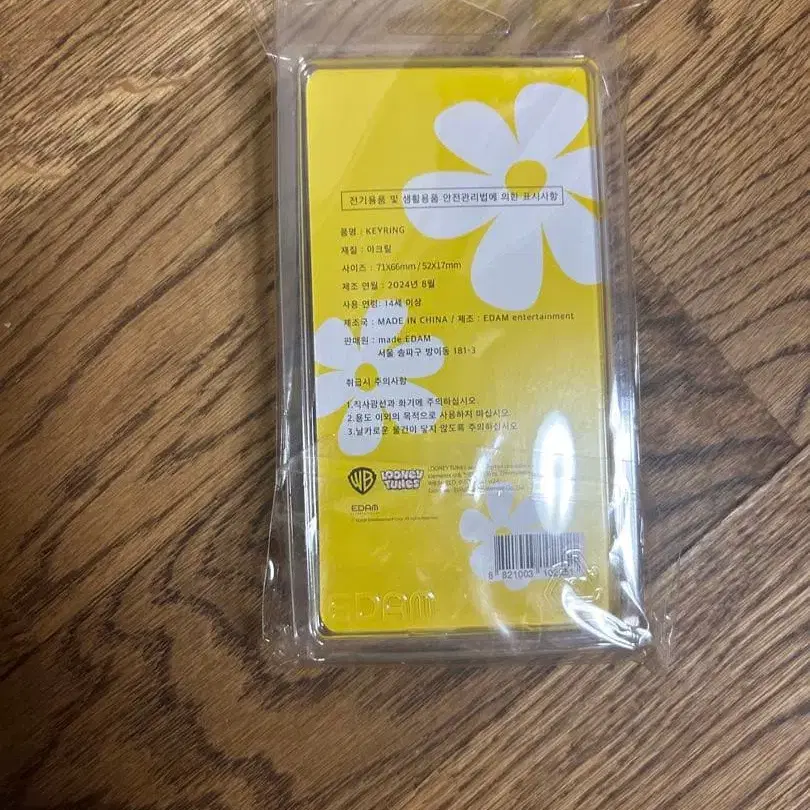 전기용품 및 생활용품 안전관리법에 의한 표시사항
품명 : KEYRING
재질 : 아크릴
사이즈 : 71X66mm / 52X17mm
제조 연월 : 2024년 8월
사용 연령: 14세 이상
제조국 : MADE IN CHINA / 제조 : EDAM entertainment
판매원 : made EDAM
서울 송파구 방이동 181-3
취급시 주의사항
1.직사광선과 화기에 주의하십시오.
2.용도 이외의 목적으로 사용하지 마십시오.
3.날카로운 물건이 닿지 않도록 주의하십시오.
WB
LOONEY TUNES
LOONEY TUNES and
EDAM
8 821003
EDAM